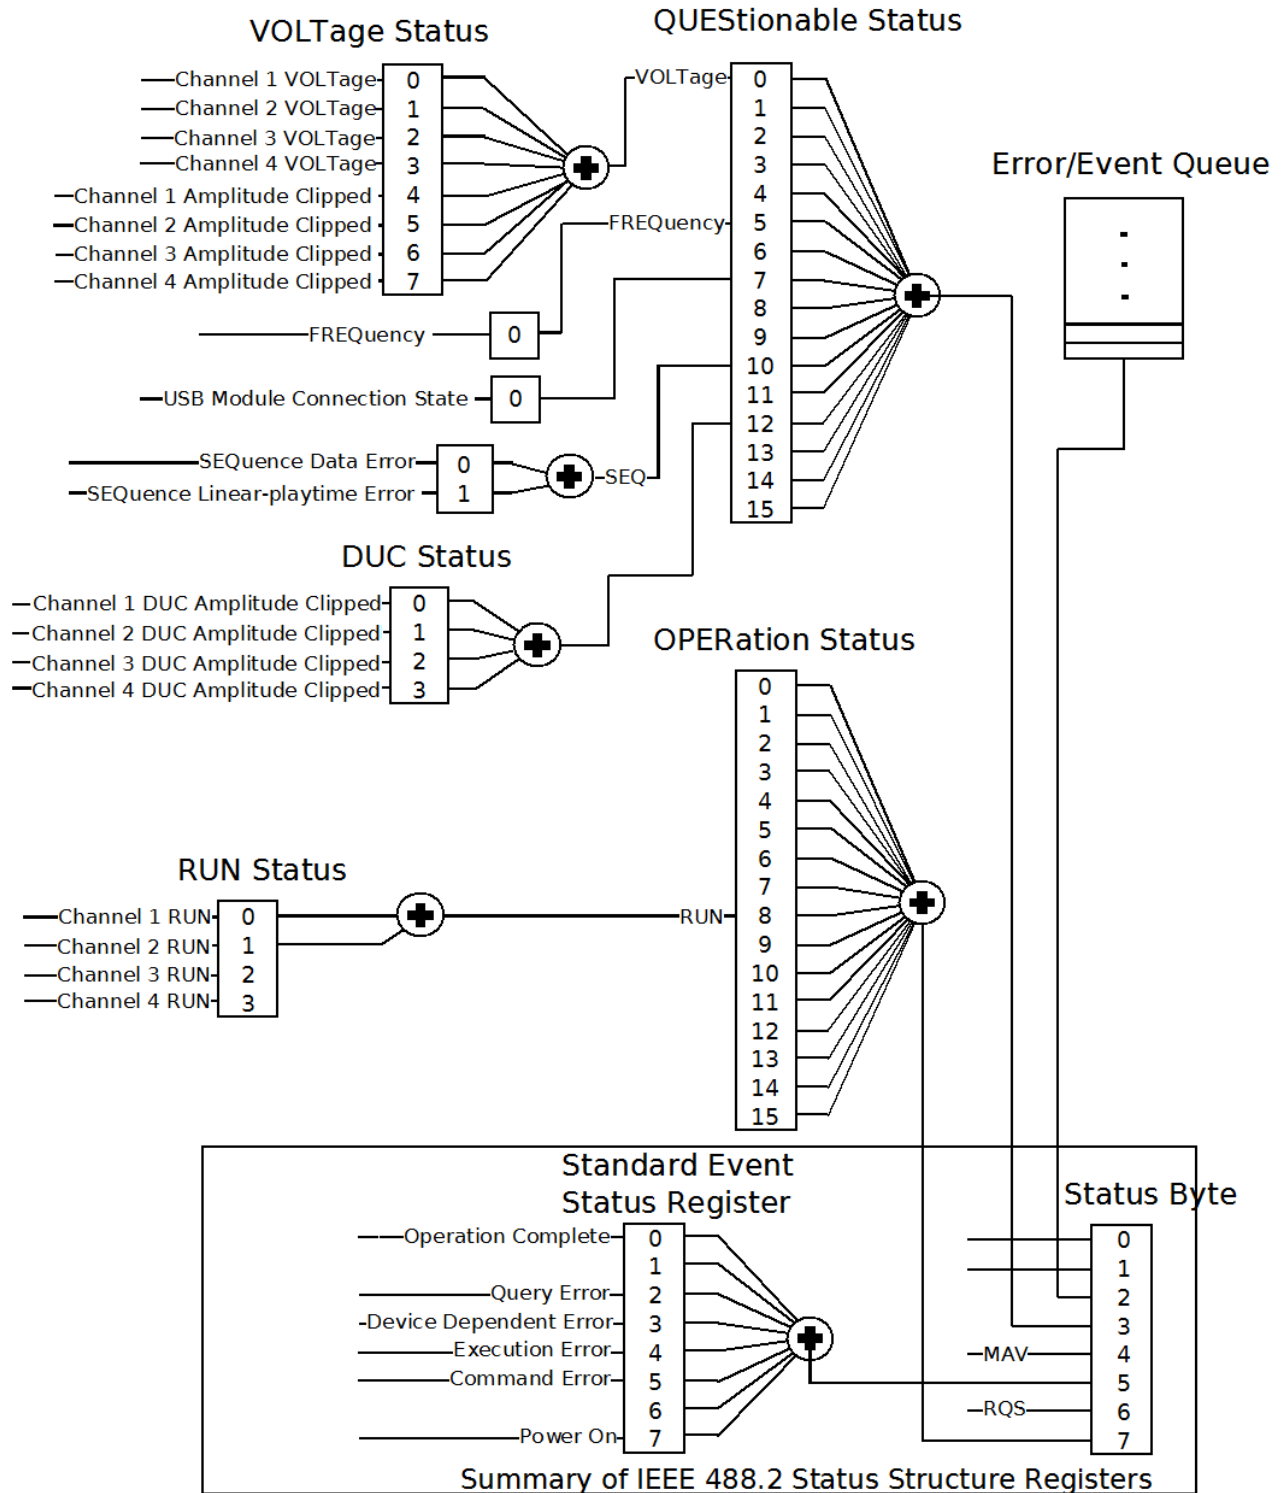 VOLTage Status
Channel 1 VOLTage 0
Channel 2 VOLTage 1
Channel 3 VOLTage 2
Channel 4 VOLTage 3
Channel 1 Amplitude Clipped 4
Channel 2 Amplitude Clipped 5
Channel 3 Amplitude Clipped 6
Channel 4 Amplitude Clipped 7
FREQuency 0
USB Module Connection State 0
SEQuence Data Error 0
SEQuence Linear-playtime Error 1
SEQ
DUC Status
Channel 1 DUC Amplitude Clipped 0
Channel 2 DUC Amplitude Clipped 1
Channel 3 DUC Amplitude Clipped 2
Channel 4 DUC Amplitude Clipped 3
QUEStionable Status
VOLTage 0
1
2
3
4
FREQuency 5
6
7
8
9
10
11
12
13
14
15
Error/Event Queue
RUN Status
Channel 1 RUN 0
Channel 2 RUN 1
Channel 3 RUN 2
Channel 4 RUN 3
OPERation Status
0
1
2
3
4
5
6
7
RUN 8
9
10
11
12
13
14
15
Standard Event
Status Register
Operation Complete 0
1
Query Error 2
Device Dependent Error 3
Execution Error 4
Command Error 5
6
Power On 7
Status Byte
0
1
2
3
MAV 4
5
RQS 6
7
Summary of IEEE 488.2 Status Structure Registers